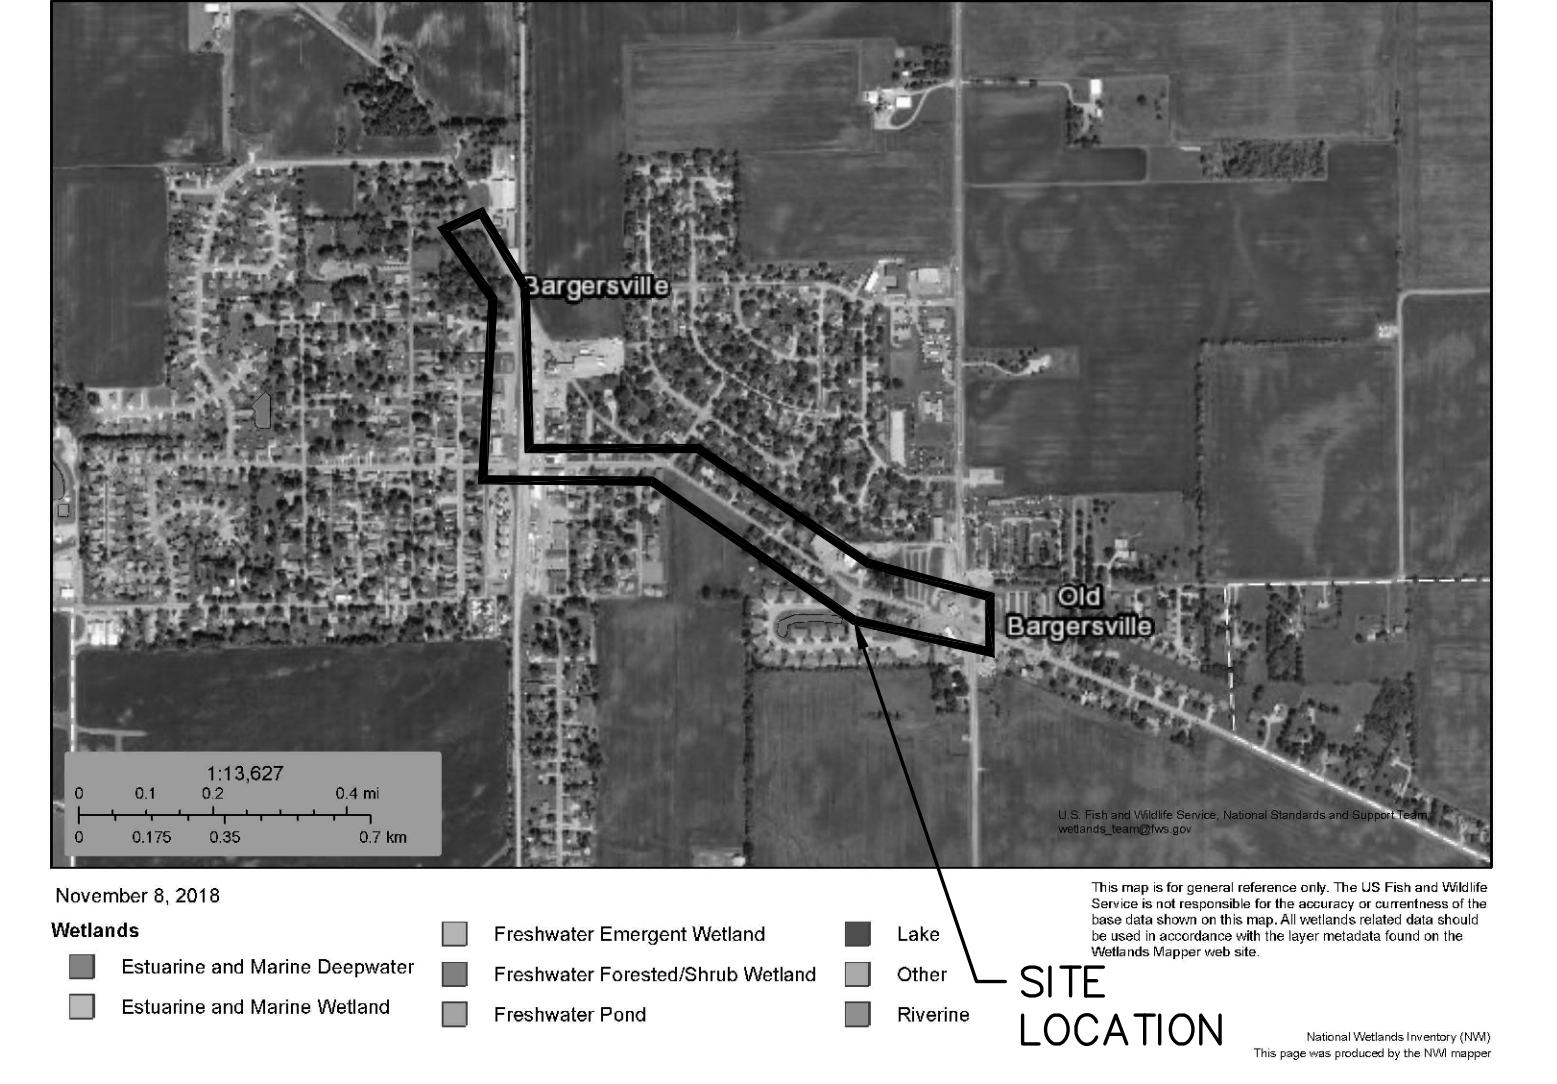 Bargersville
Old
Bargersville
1:13,627
0 0.1 0.2 0.4 mi
0 0.175 0.35 0.7 km
U.S. Fish and Wildlife Service, National Standards and Support Team,
wetlands_team@fws.gov
November 8, 2018
Wetlands
Estuarine and Marine Deepwater
Estuarine and Marine Wetland
Freshwater Emergent Wetland
Freshwater Forested/Shrub Wetland
Freshwater Pond
Lake
Other
Riverine
This map is for general reference only. The US Fish and Wildlife
Service is not responsible for the accuracy or currentness of the
base data shown on this map. All wetlands related data should
be used in accordance with the layer metadata found on the
Wetlands Mapper web site.
SITE
LOCATION
National Wetlands Inventory (NWI)
This page was produced by the NWI mapper